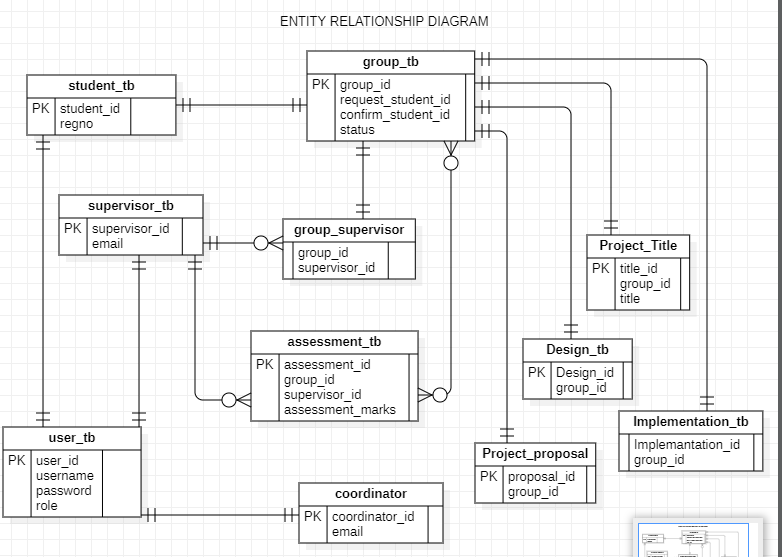 ENTITY RELATIONSHIP DIAGRAM
group_tb
PK
group_id
request_student_id
confirm_student_id
status
student_tb
PK
student_id
regno
supervisor_tb
PK
supervisor_id
email
group_supervisor
group_id
supervisor_id
Project_Title
PK
title_id
group_id
title
assessment_tb
PK
assessment_id
group_id
supervisor_id
assessment_marks
Design_tb
PK
Design_id
group_id
Implementation_tb
Implemantation_id
group_id
user_tb
PK
user_id
username
password
role
Project_proposal
PK
proposal_id
group_id
coordinator
PK
coordinator_id
email